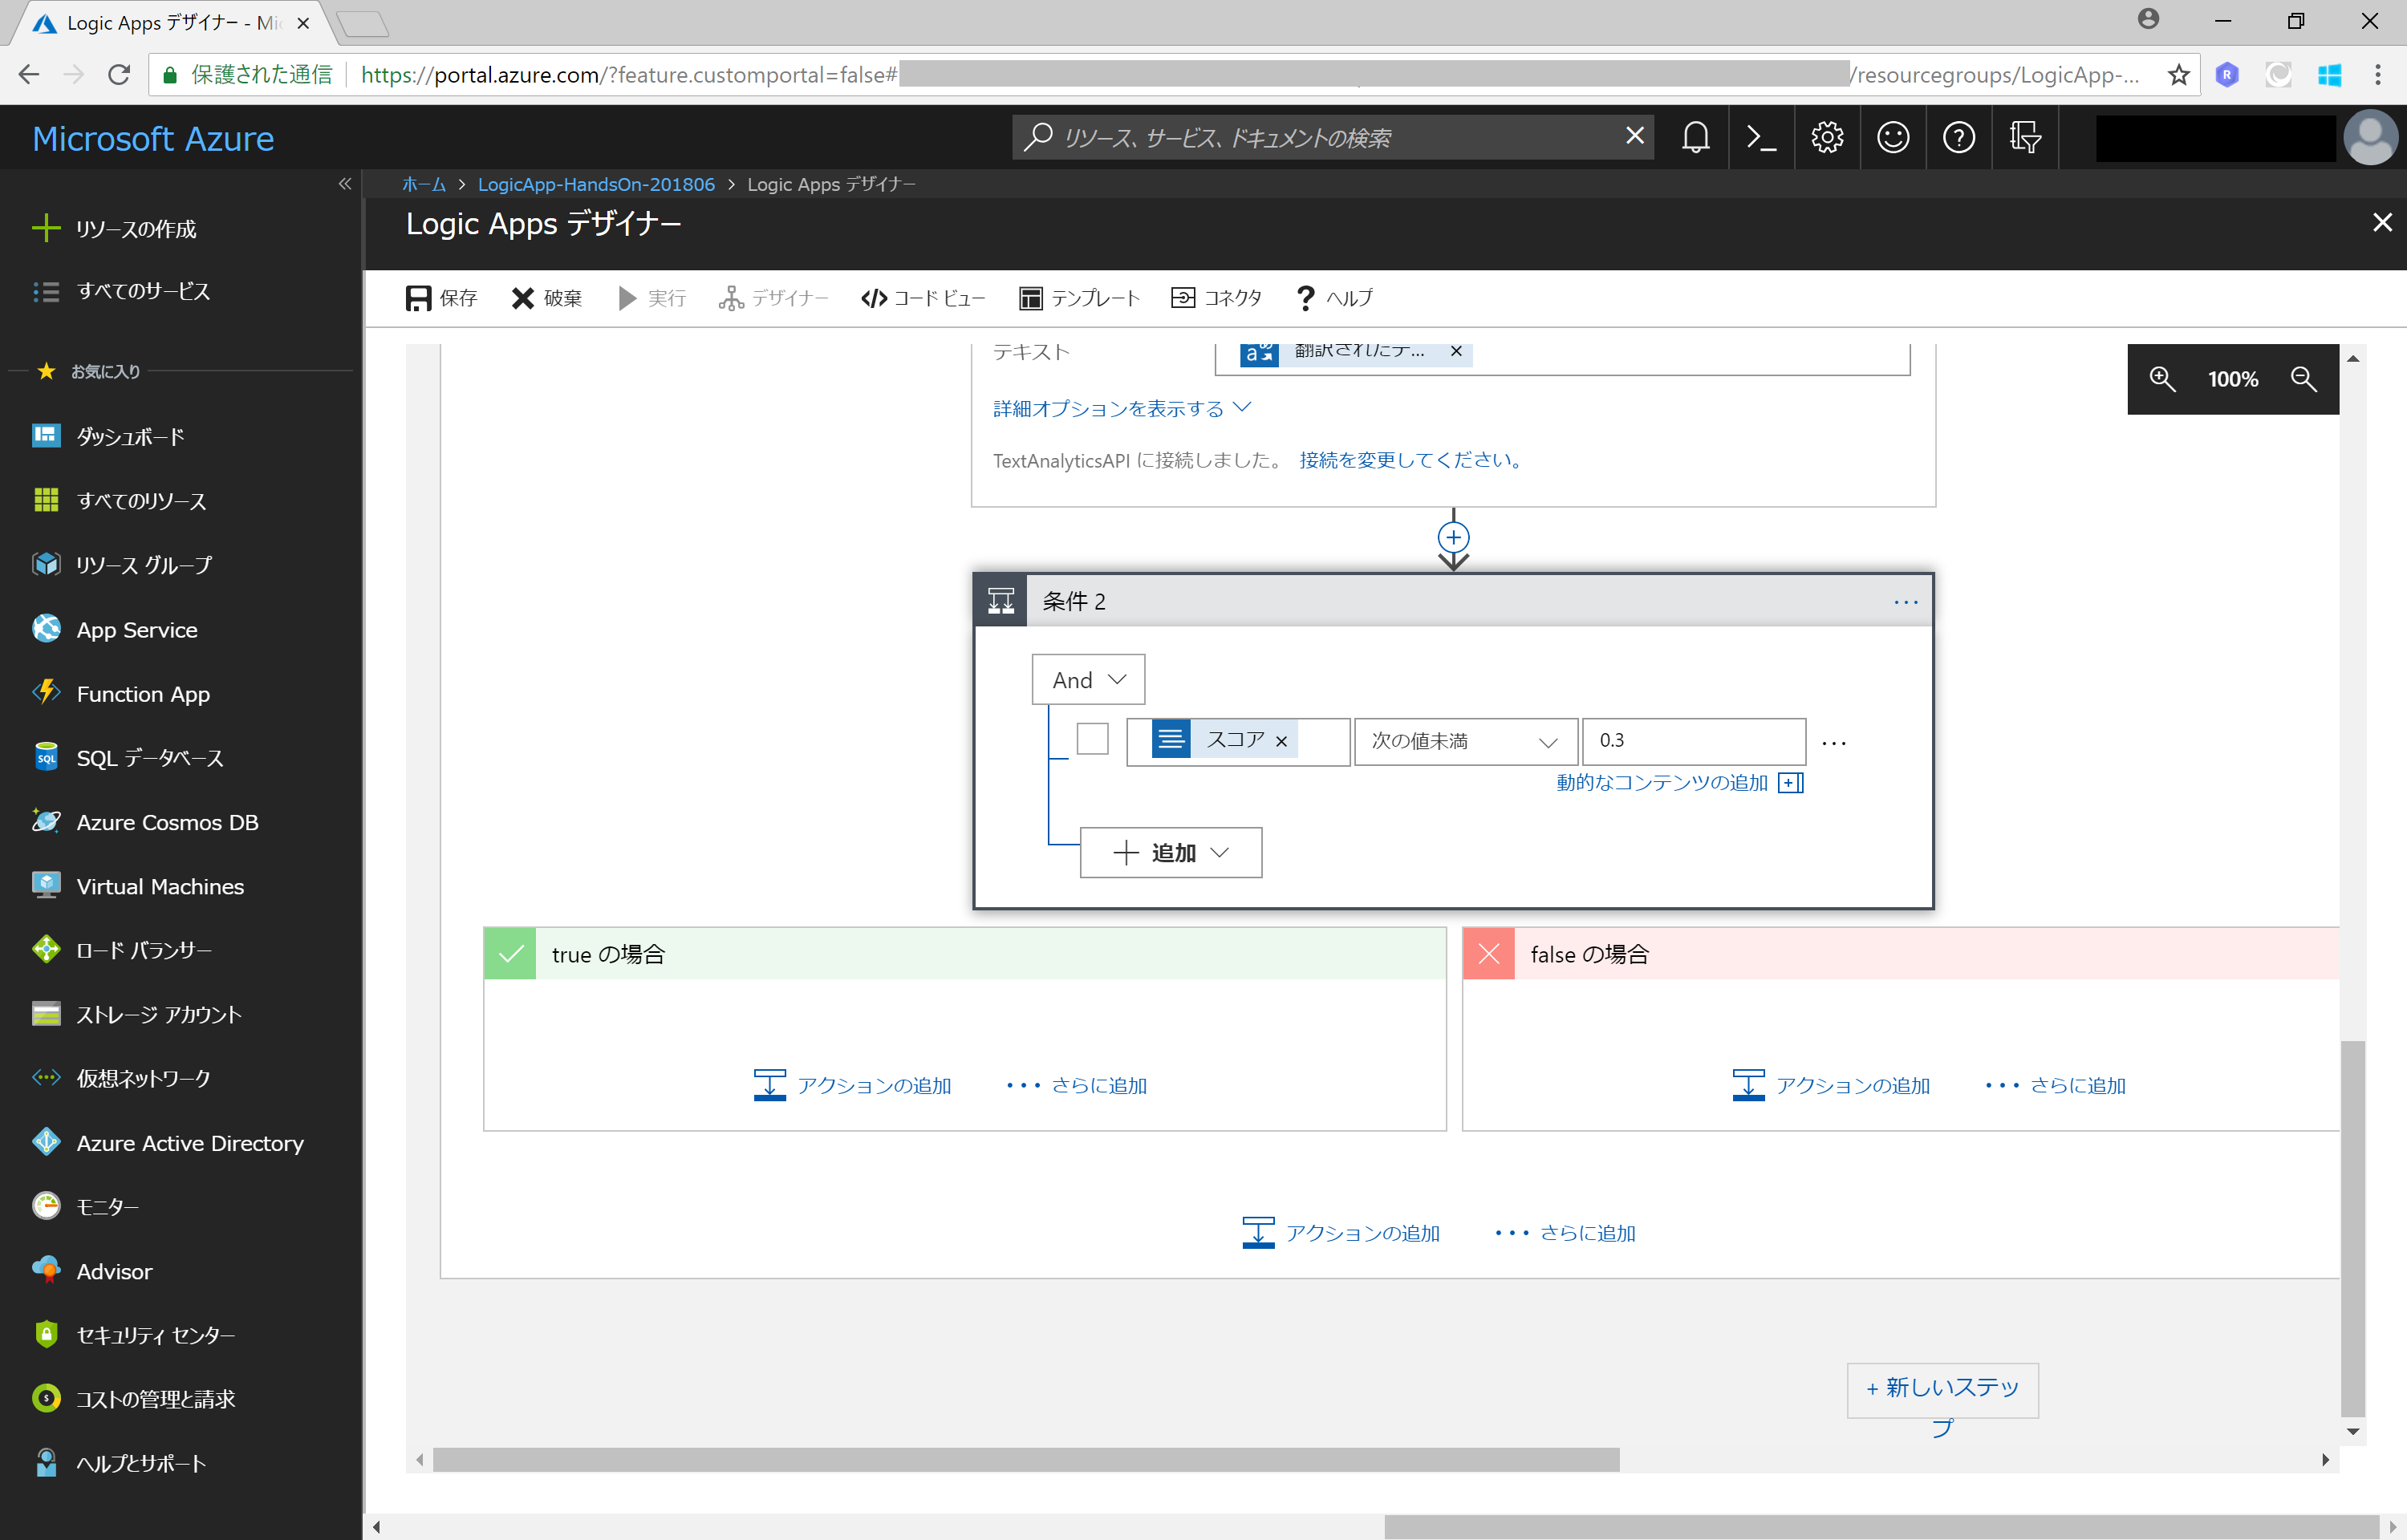 Logic Apps デザイナー - Mi
保護された通信
https://portal.azure.com/?feature.customportal=false#
/resourcegroups/LogicApp-...
Microsoft Azure
リソース、サービス、ドキュメントの検索
ホーム > LogicApp-HandsOn-201806 > Logic Apps デザイナー
Logic Apps デザイナー
リソースの作成
すべてのサービス
お気に入り
ダッシュボード
すべてのリソース
リソース グループ
App Service
Function App
SQL データベース
Azure Cosmos DB
Virtual Machines
ロード バランサー
ストレージ アカウント
仮想ネットワーク
Azure Active Directory
モニター
Advisor
セキュリティ センター
コストの管理と請求
ヘルプとサポート
保存
破棄
実行
デザイナー
コード ビュー
テンプレート
コネクタ
ヘルプ
100%
テキスト
翻訳されたテ...
詳細オプションを表示する
TextAnalyticsAPI に接続しました。 接続を変更してください。
条件 2
And
スコア
次の値未満
0.3
動的なコンテンツの追加
追加
true の場合
アクションの追加
さらに追加
false の場合
アクションの追加
さらに追加
アクションの追加
さらに追加
+ 新しいステッ
プ